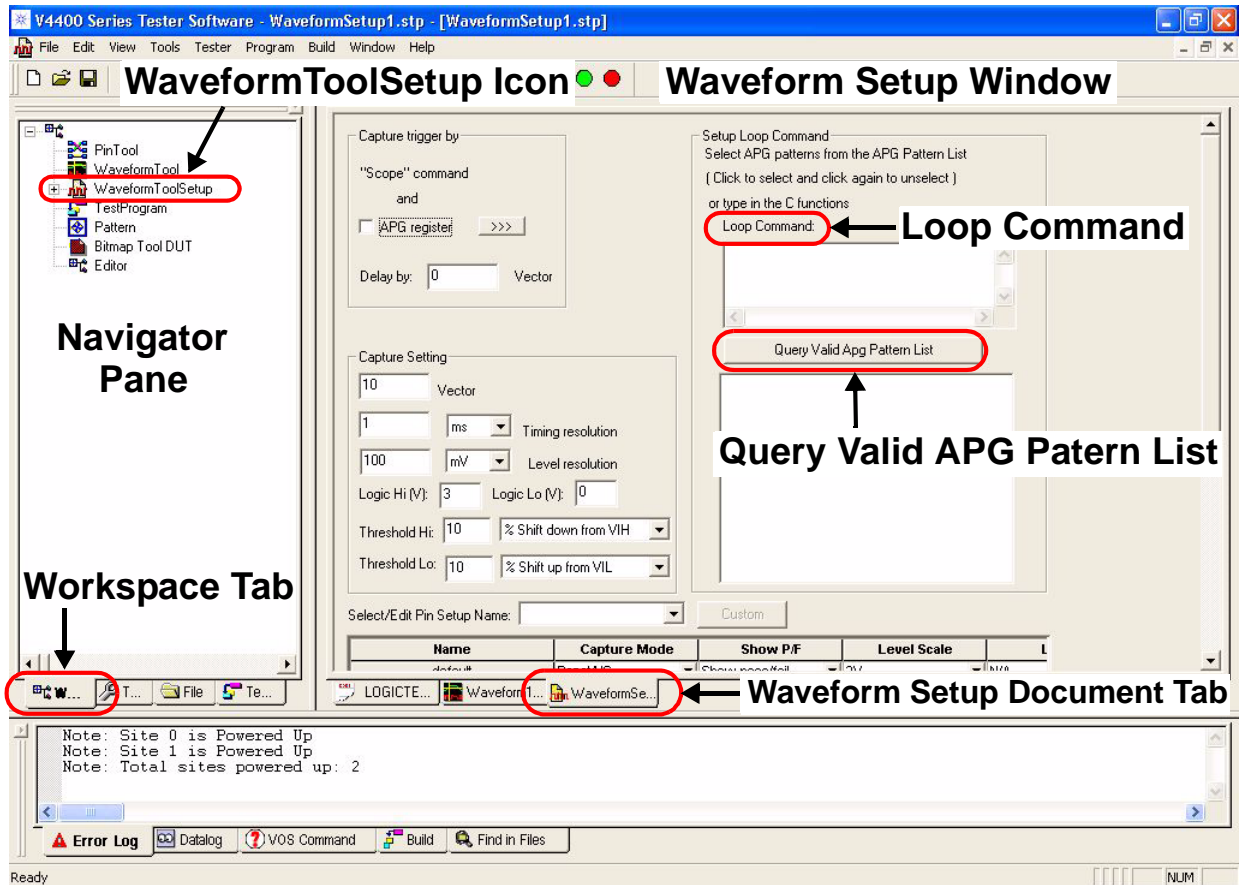 V4400 Series Tester Software - WaveformSetup1.stp - [WaveformSetup1.stp]
File Edit View Tools Tester Program Build Window Help
WaveformToolSetup Icon
Waveform Setup Window
PinTool
WaveformTool
WaveformToolSetup
TestProgram
Pattern
Bitmap Tool DUT
Editor
Navigator
Pane
Workspace Tab
W...
T...
File
Te...
Capture trigger by
"Scope" command
and
APG register
>>>
Delay by: 0 Vector
Capture Setting
10 Vector
1 ms Timing resolution
100 mV Level resolution
Logic Hi (V): 3 Logic Lo (V): 0
Threshold Hi: 10 % Shift down from VIH
Threshold Lo: 10 % Shift up from VIL
Setup Loop Command
Select APG patterns from the APG Pattern List
( Click to select and click again to unselect )
or type in the C functions
Loop Command:
Loop Command
Query Valid Apg Pattern List
Query Valid APG Patern List
Select/Edit Pin Setup Name: Custom
Name Capture Mode Show P/F Level Scale L
default
LOGICTE... Waveform1... WaveformSe...
Waveform Setup Document Tab
Note: Site 0 is Powered Up
Note: Site 1 is Powered Up
Note: Total sites powered up: 2
Error Log Datalog VOS Command Build Find in Files
Ready NUM